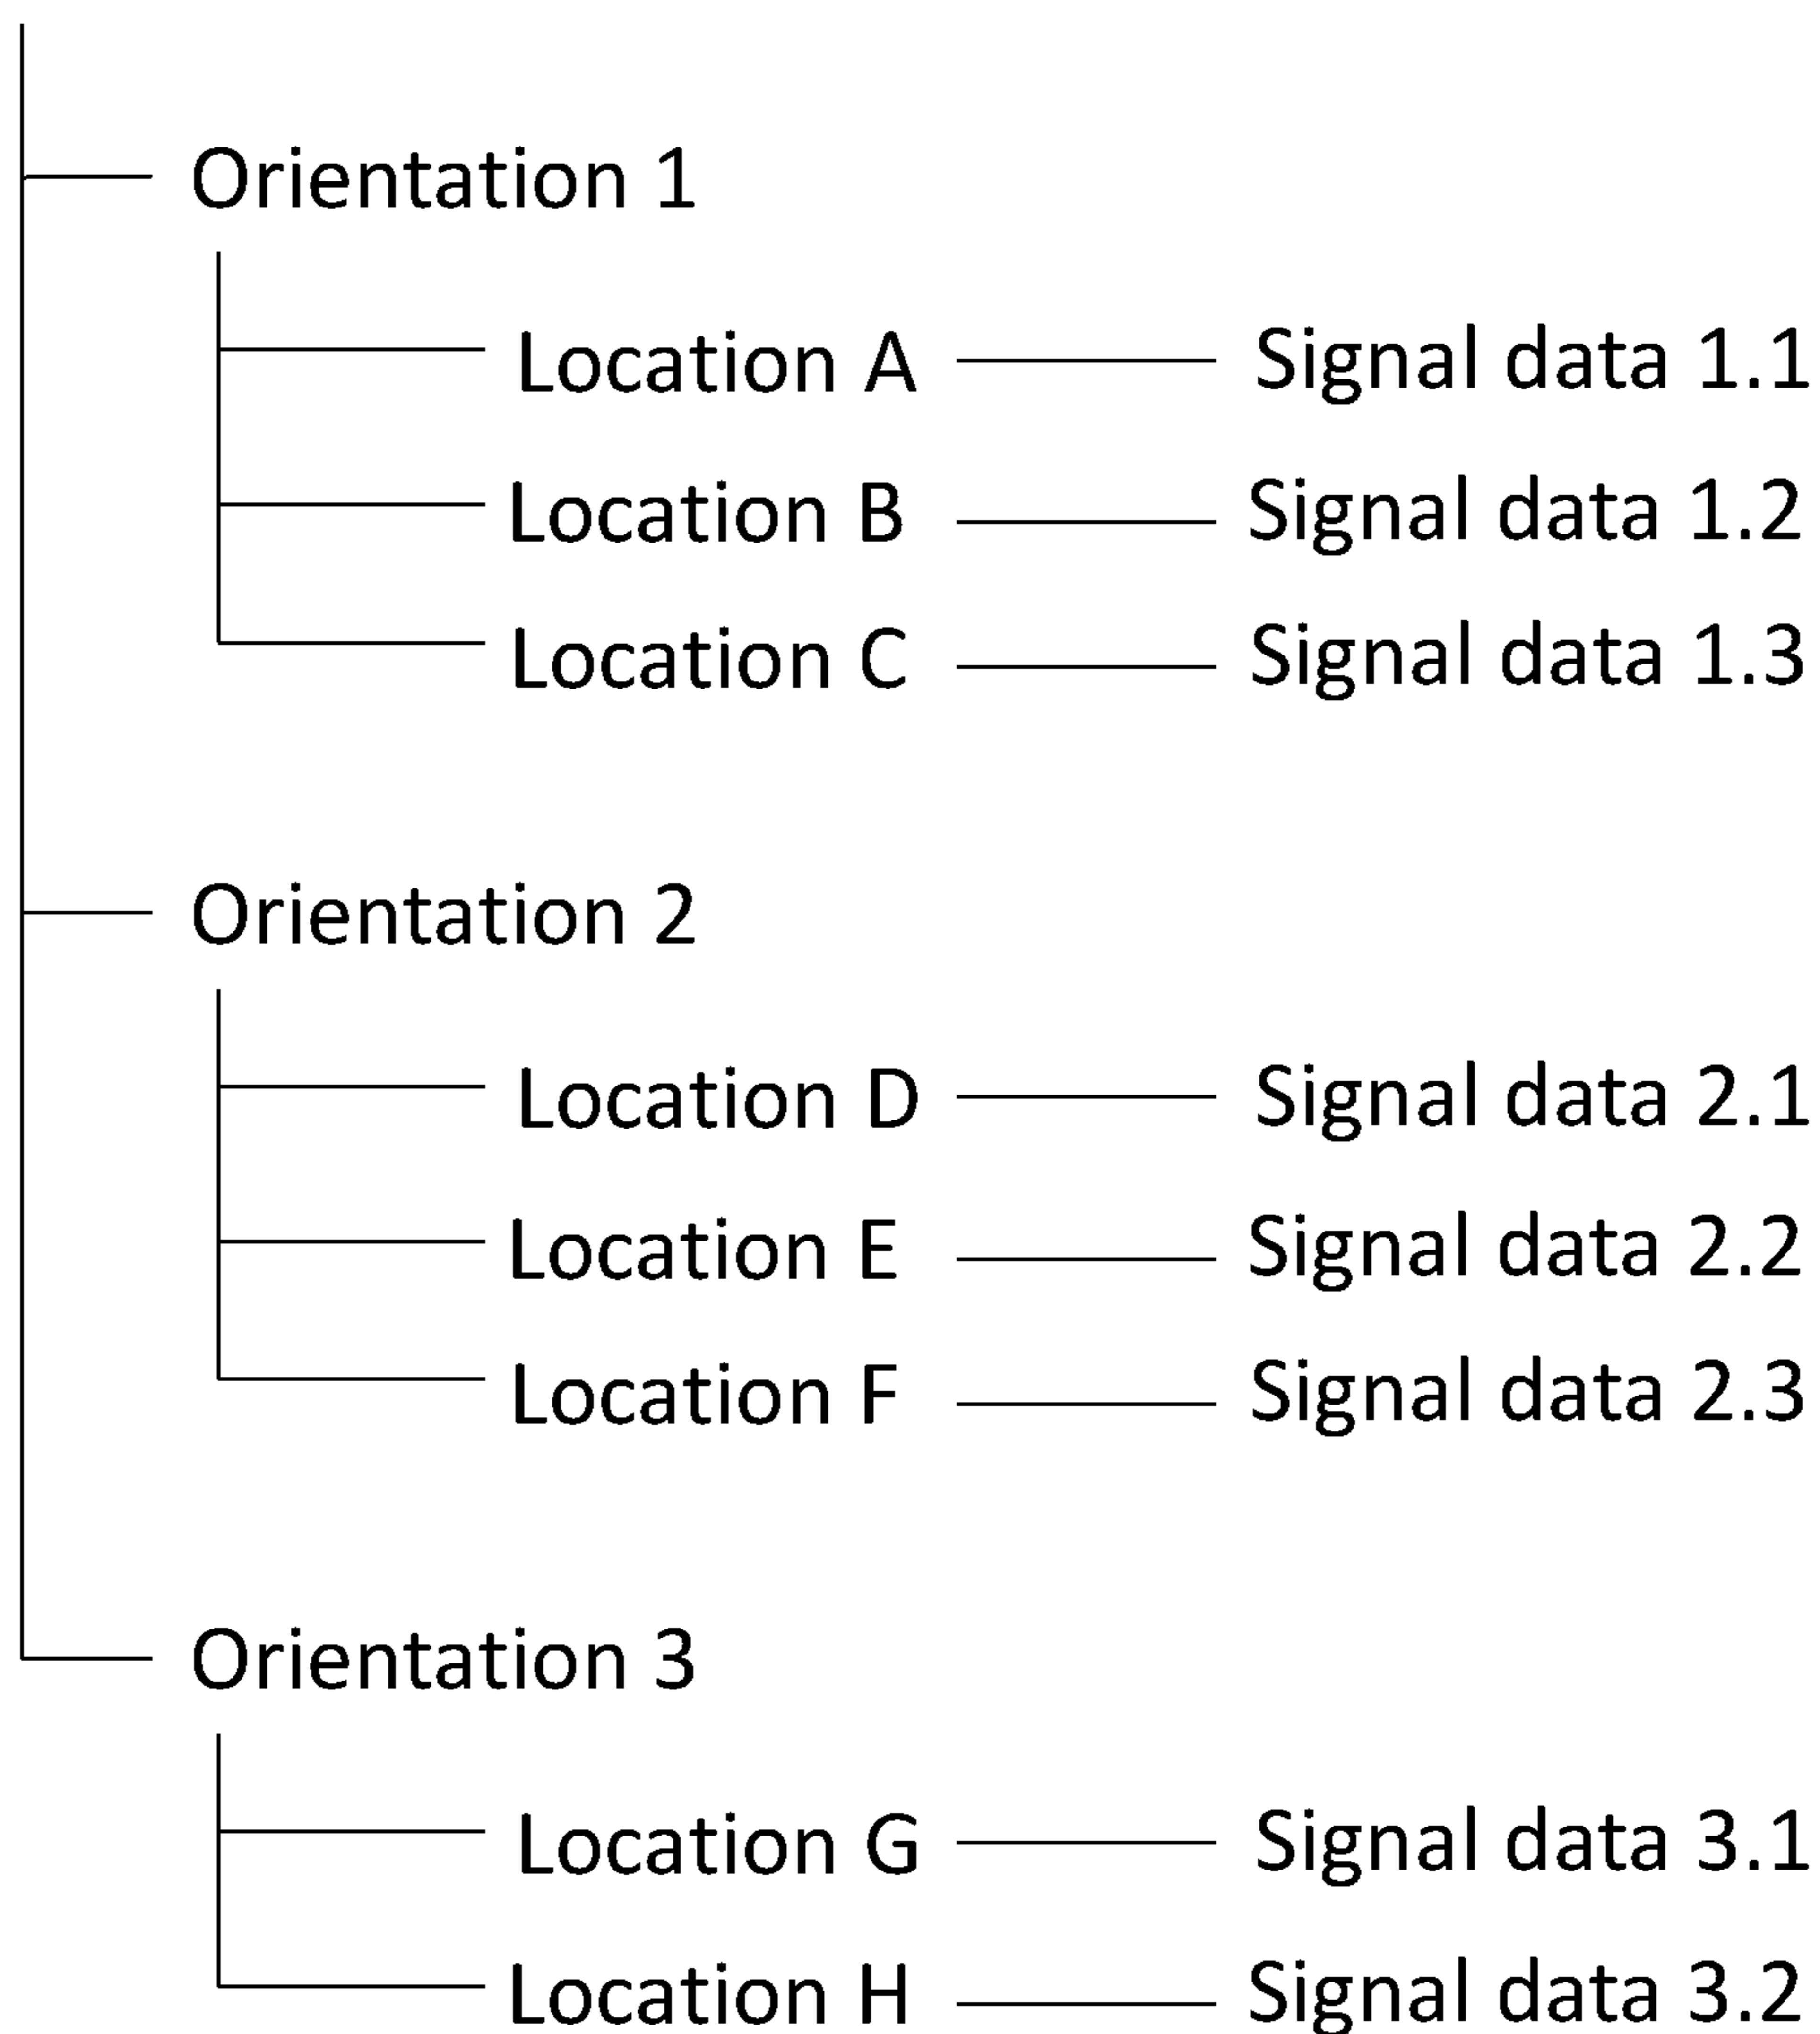 Orientation 1
Location A Signal data 1.1
Location B Signal data 1.2
Location C Signal data 1.3
Orientation 2
Location D Signal data 2.1
Location E Signal data 2.2
Location F Signal data 2.3
Orientation 3
Location G Signal data 3.1
Location H Signal data 3.2